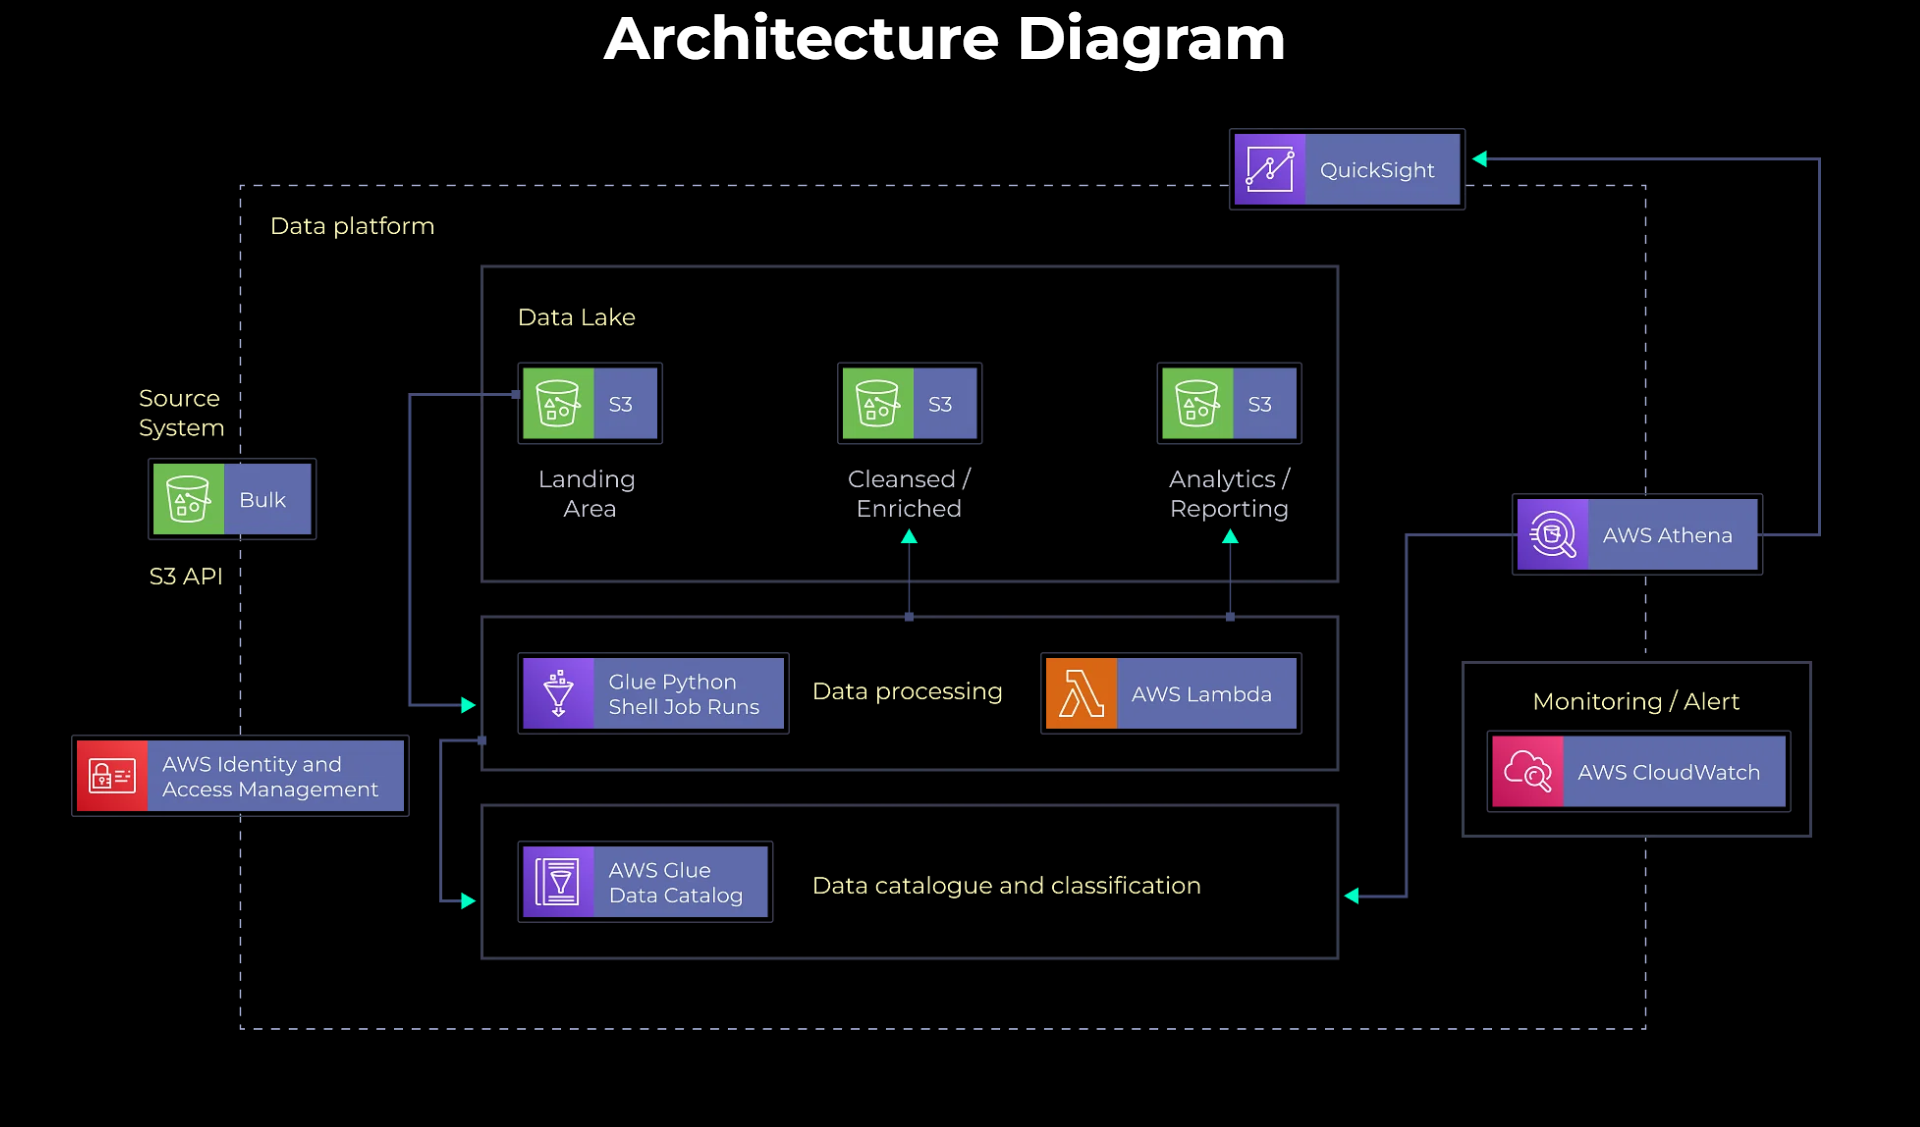 Architecture Diagram
QuickSight
Data platform
Data Lake
Source
System
S3
S3
S3
Landing
Area
Cleansed /
Enriched
Analytics /
Reporting
Bulk
S3 API
AWS Athena
Glue Python
Shell Job Runs
Data processing
AWS Lambda
Monitoring / Alert
AWS CloudWatch
AWS Identity and
Access Management
AWS Glue
Data Catalog
Data catalogue and classification